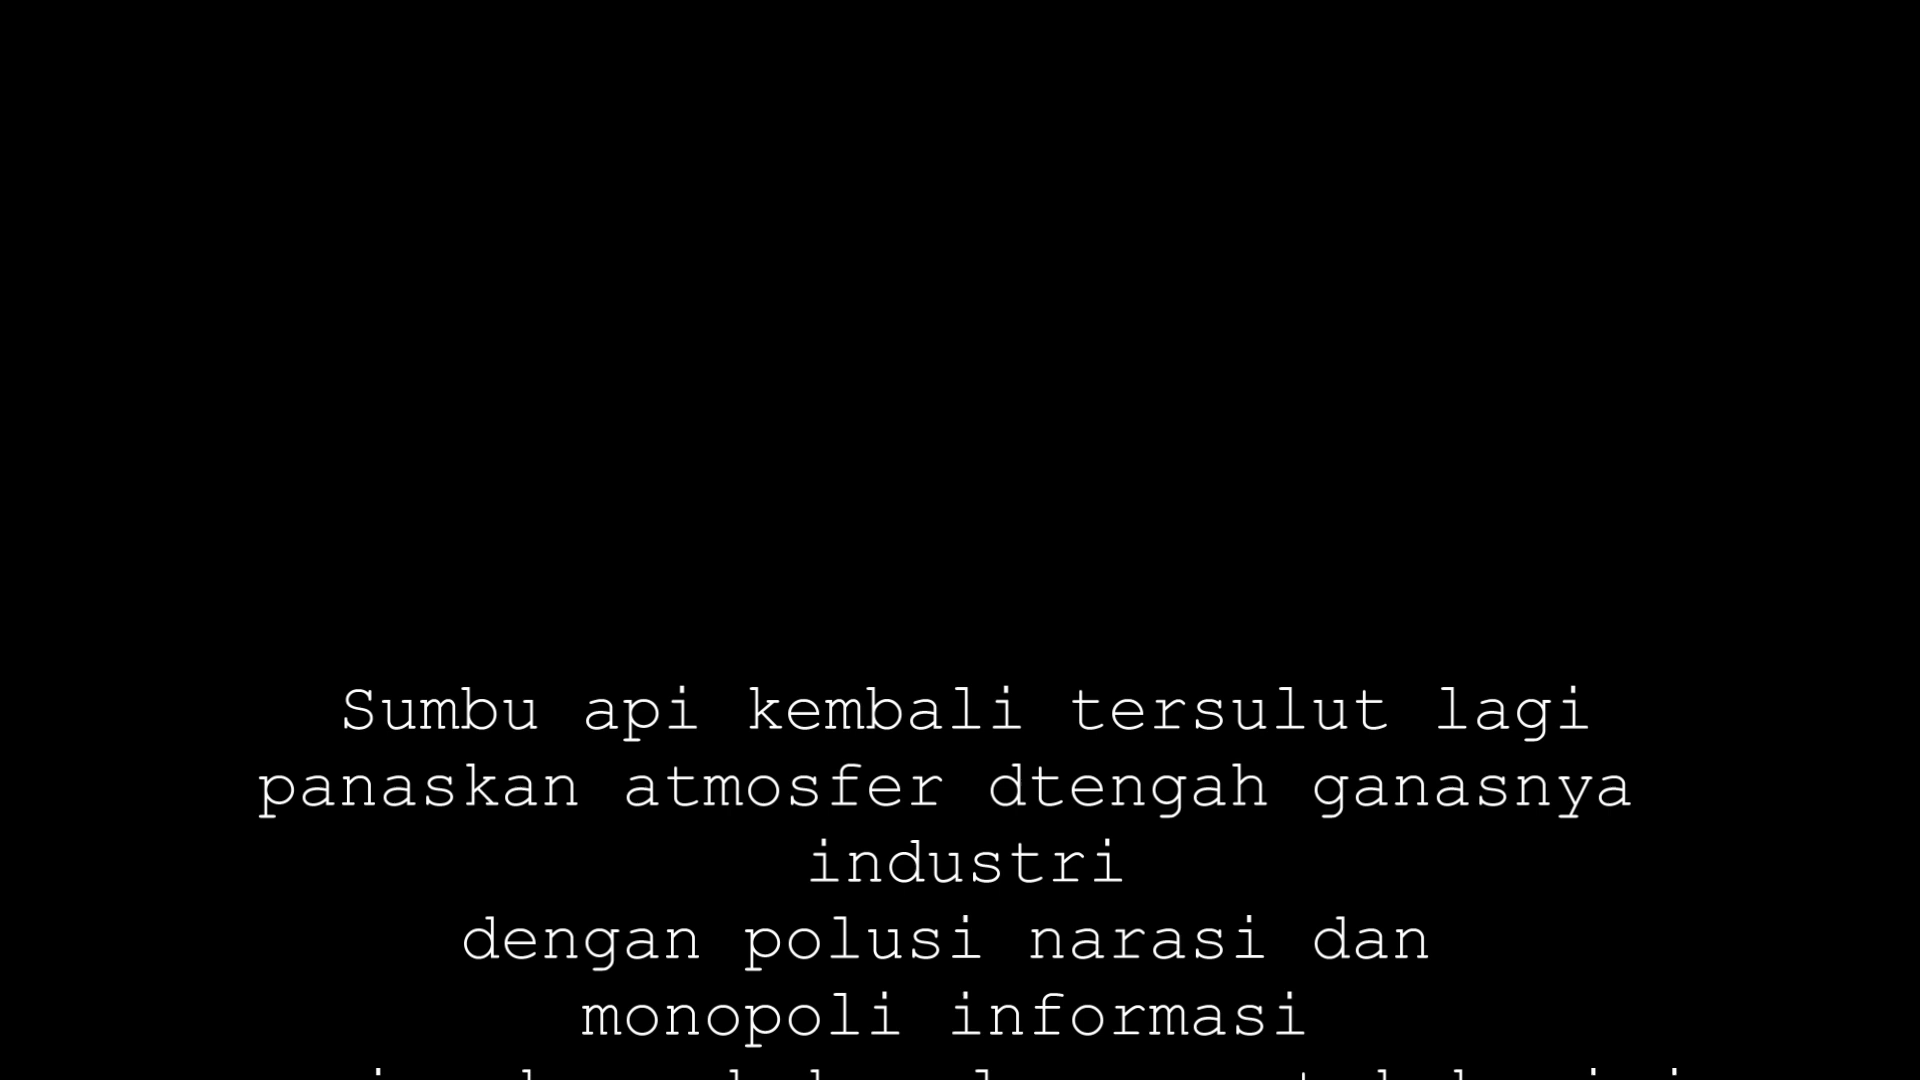 Sumbu api kembali tersulut lagi
panaskan atmosfer dtengah ganasnya
industri
dengan polusi narasi dan
monopoli informasi